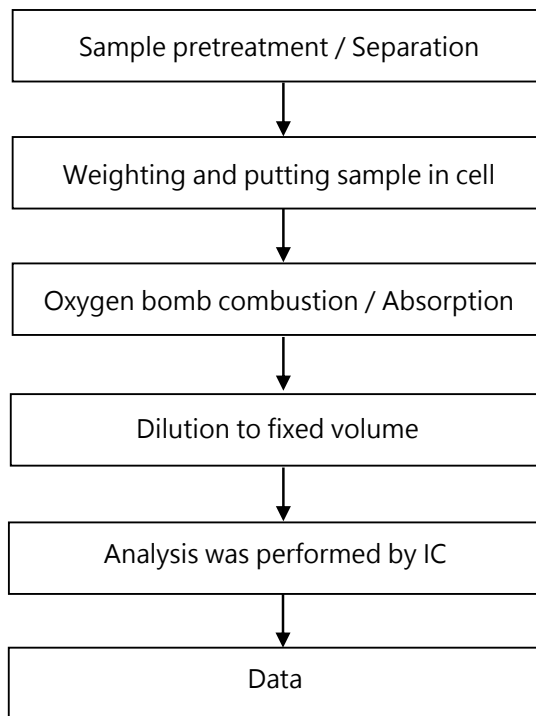 Sample pretreatment / Separation
Weighting and putting sample in cell
Oxygen bomb combustion / Absorption
Dilution to fixed volume
Analysis was performed by IC
Data